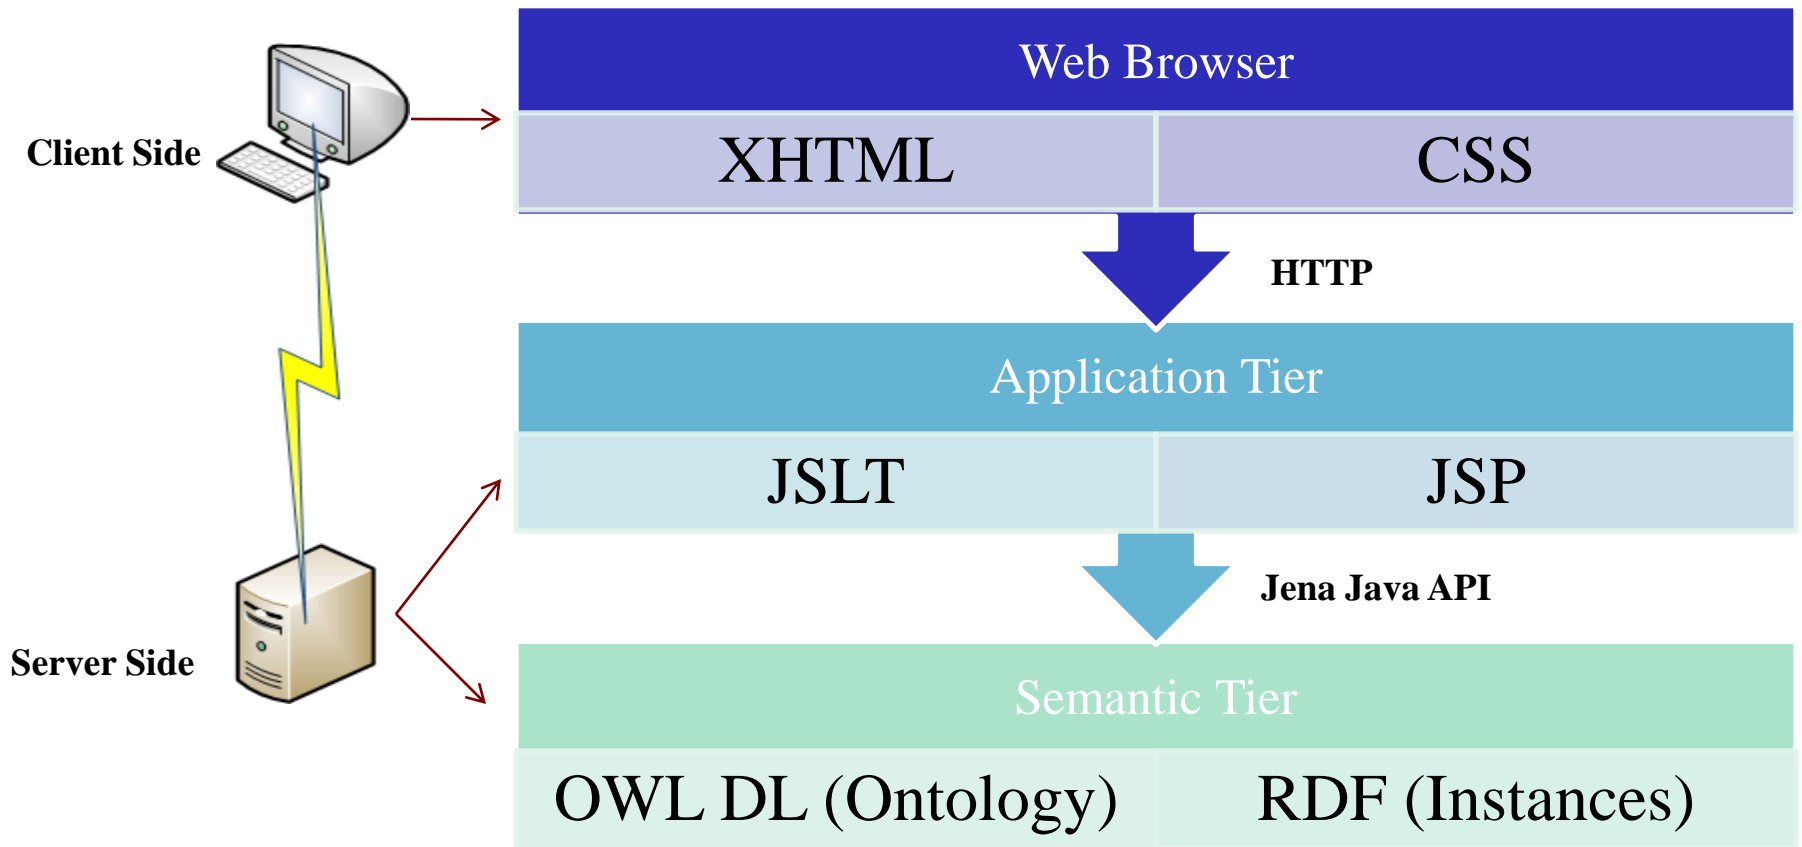 Web Browser
Client Side
XHTML
CSS
HTTP
Application Tier
JSLT
JSP
Jena Java API
Server Side
Semantic Tier
OWL DL (Ontology)
RDF (Instances)